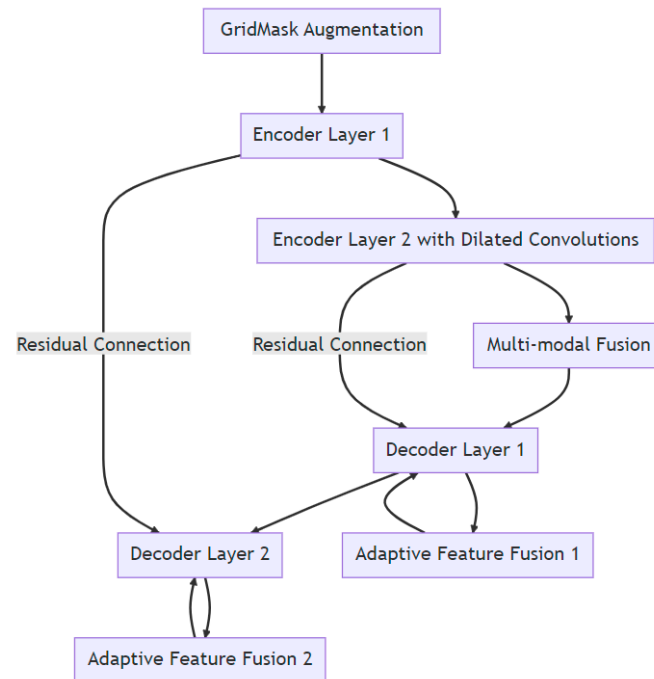 GridMask Augmentation
Encoder Layer 1
Encoder Layer 2 with Dilated Convolutions
Residual Connection
Residual Connection
Multi-modal Fusion
Decoder Layer 1
Decoder Layer 2
Adaptive Feature Fusion 1
Adaptive Feature Fusion 2